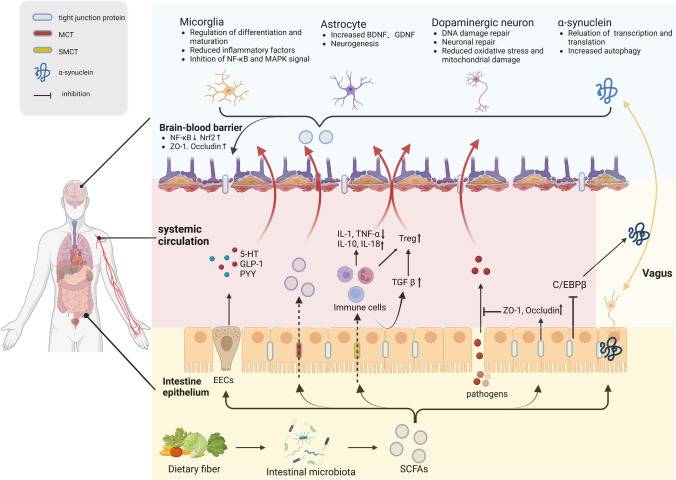 tight junction protein
MCT
SMCT
α-synuclein
inhibition
Micorglia
• Regulation of differentiation and
maturation
• Reduced inflammatory factors
• Inhibition of NF-κB and MAPK signal
Astrocyte
• Increased BDNF、GDNF
• Neurogenesis
Dopaminergic neuron
• DNA damage repair
• Neuronal repair
• Reduced oxidative stress and
mitochondrial damage
α-synuclein
• Reluation of transcription and
translation
• Increased autophagy
Brain-blood barrier
• NF-κB↓ Nrf2↑
• ZO-1. Occludin↑
systemic
circulation
5-HT
GLP-1
PYY
IL-1, TNF-α↓
IL-10, IL-18↑
Treg↑
TGF β↑
Immune cells
C/EBPβ
ZO-1, Occludin↑
Vagus
Intestine
epithelium
EECs
pathogens
Dietary fiber
Intestinal microbiota
SCFAs